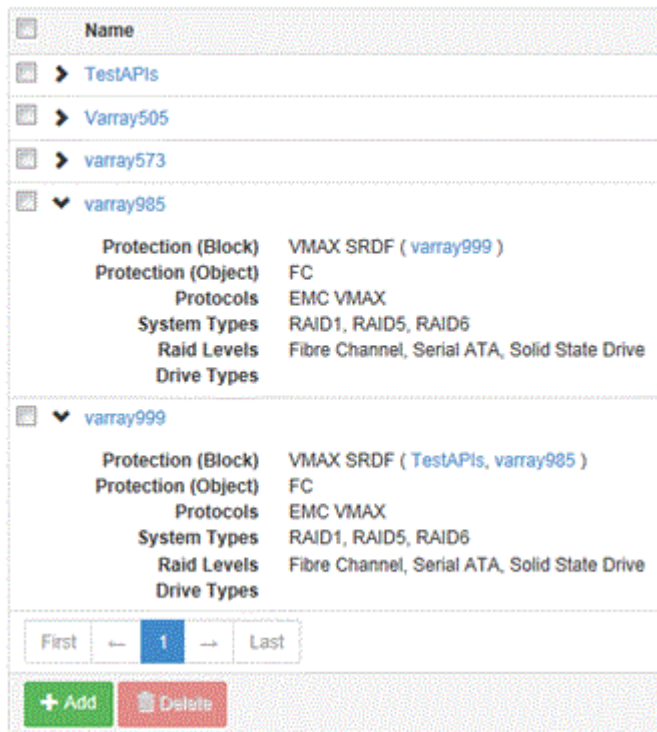 Name
TestAPIs
Varray505
varray573
varray985
Protection (Block) VMAX SRDF ( varray999 )
Protection (Object) FC
Protocols EMC VMAX
System Types RAID1, RAID5, RAID6
Raid Levels Fibre Channel, Serial ATA, Solid State Drive
Drive Types
varray999
Protection (Block) VMAX SRDF ( TestAPIs, varray985 )
Protection (Object) FC
Protocols EMC VMAX
System Types RAID1, RAID5, RAID6
Raid Levels Fibre Channel, Serial ATA, Solid State Drive
Drive Types
First ← 1 → Last
+ Add Delete